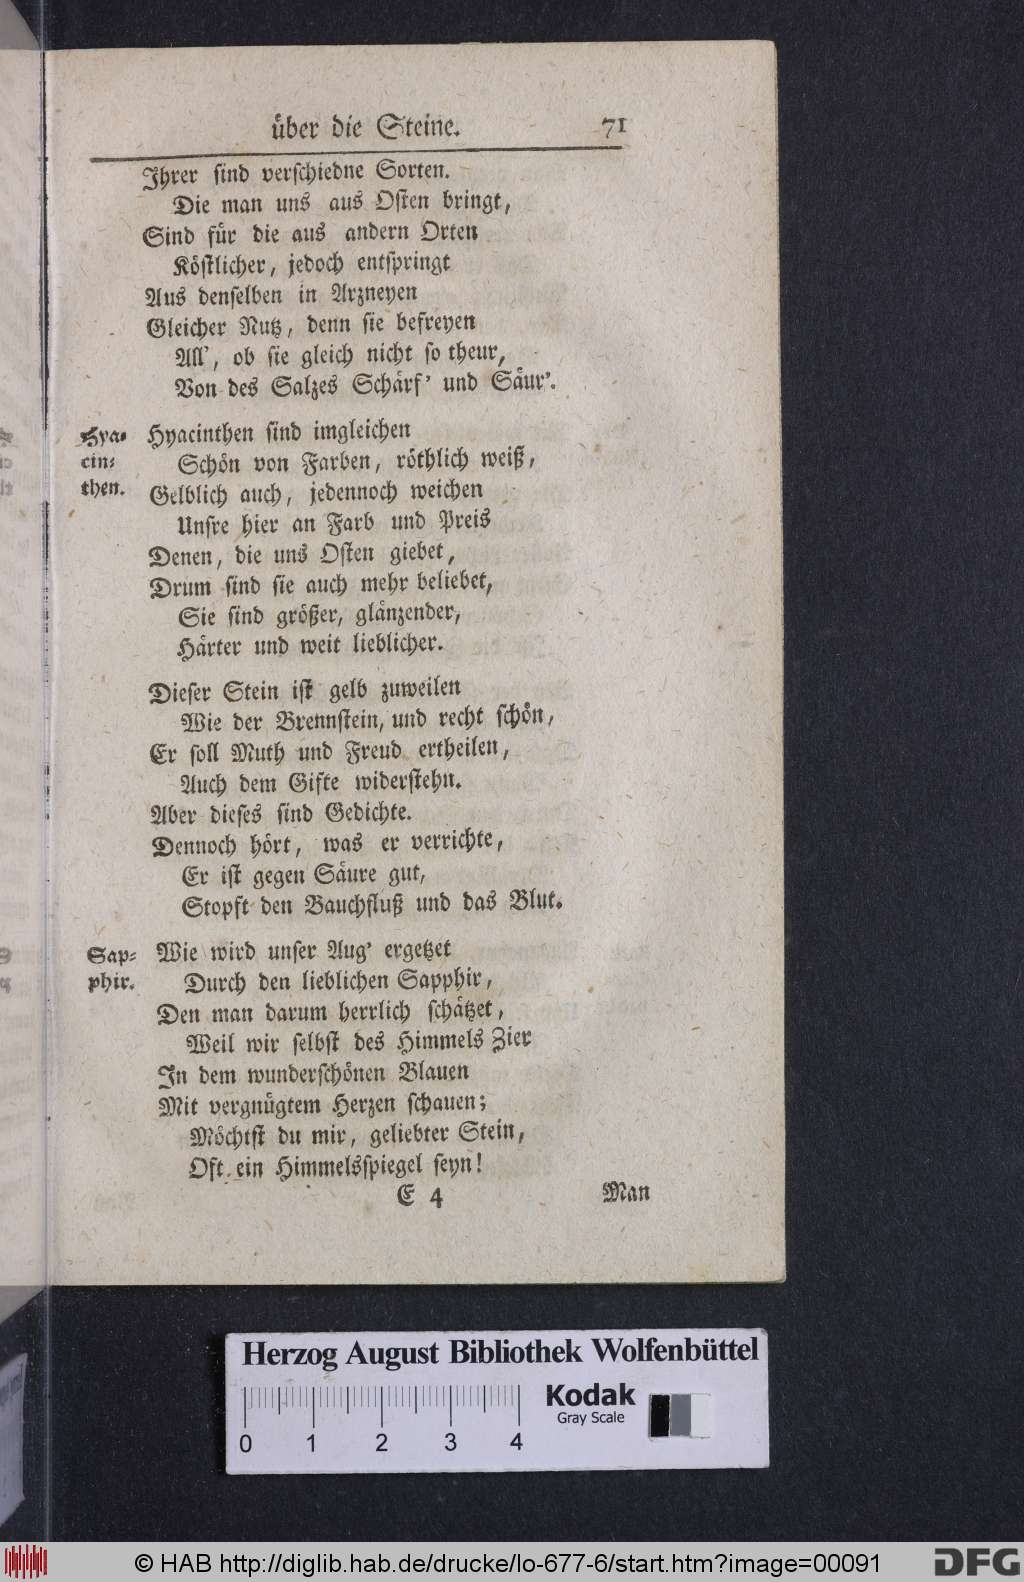 über die Steine. 71
Ihrer sind verschiedne Sorten.
Die man uns aus Osten bringt,
Sind für die aus andern Orten
Köstlicher, jedoch entspringt
Aus denselben in Arzneyen
Gleicher Nutz, denn sie befreyen
All', ob sie gleich nicht so theur,
Von des Salzes Schärf' und Säur'.
Hya-
cin-
then.
Hyacinthen sind imgleichen
Schön von Farben, röthlich weiß,
Gelblich auch, jedennoch weichen
Unsre hier an Farb und Preis
Denen, die uns Osten giebet,
Drum sind sie auch mehr beliebet,
Sie sind größer, glänzender,
Härter und weit lieblicher.
Dieser Stein ist gelb zuweilen
Wie der Brennstein, und recht schön,
Er soll Muth und Freud ertheilen,
Auch dem Gifte widerstehn.
Aber dieses sind Gedichte.
Dennoch hört, was er verrichte,
Er ist gegen Säure gut,
Stopft den Bauchfluß und das Blut.
Sap-
phir.
Wie wird unser Aug' ergetzet
Durch den lieblichen Sapphir,
Den man darum herrlich schätzet,
Weil wir selbst des Himmels Zier
In dem wunderschönen Blauen
Mit vergnügtem Herzen schauen;
Möchtst du mir, geliebter Stein,
Oft ein Himmelsspiegel seyn!
E 4 Man
Herzog August Bibliothek Wolfenbüttel
Kodak
Gray Scale
0 1 2 3 4
© HAB http://diglib.hab.de/drucke/lo-677-6/start.htm?image=00091
DFG